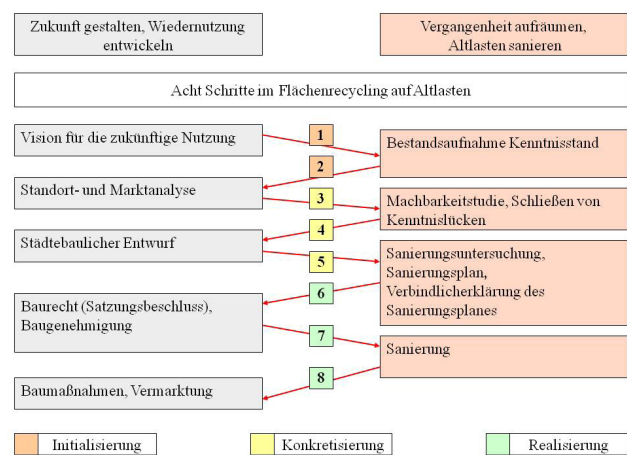 Zukunft gestalten, Wiedernutzung
entwickeln
Vergangenheit aufräumen,
Altlasten sanieren
Acht Schritte im Flächenrecycling auf Altlasten
Vision für die zukünftige Nutzung
1
Bestandsaufnahme Kenntnisstand
2
Standort- und Marktanalyse
3
Machbarkeitstudie, Schließen von
Kenntnislücken
4
Städtebaulicher Entwurf
5
Sanierungsuntersuchung,
Sanierungsplan,
Verbindlicherklärung des
Sanierungsplanes
6
Baurecht (Satzungsbeschluss),
Baugenehmigung
7
Sanierung
8
Baumaßnahmen, Vermarktung
Initialisierung
Konkretisierung
Realisierung